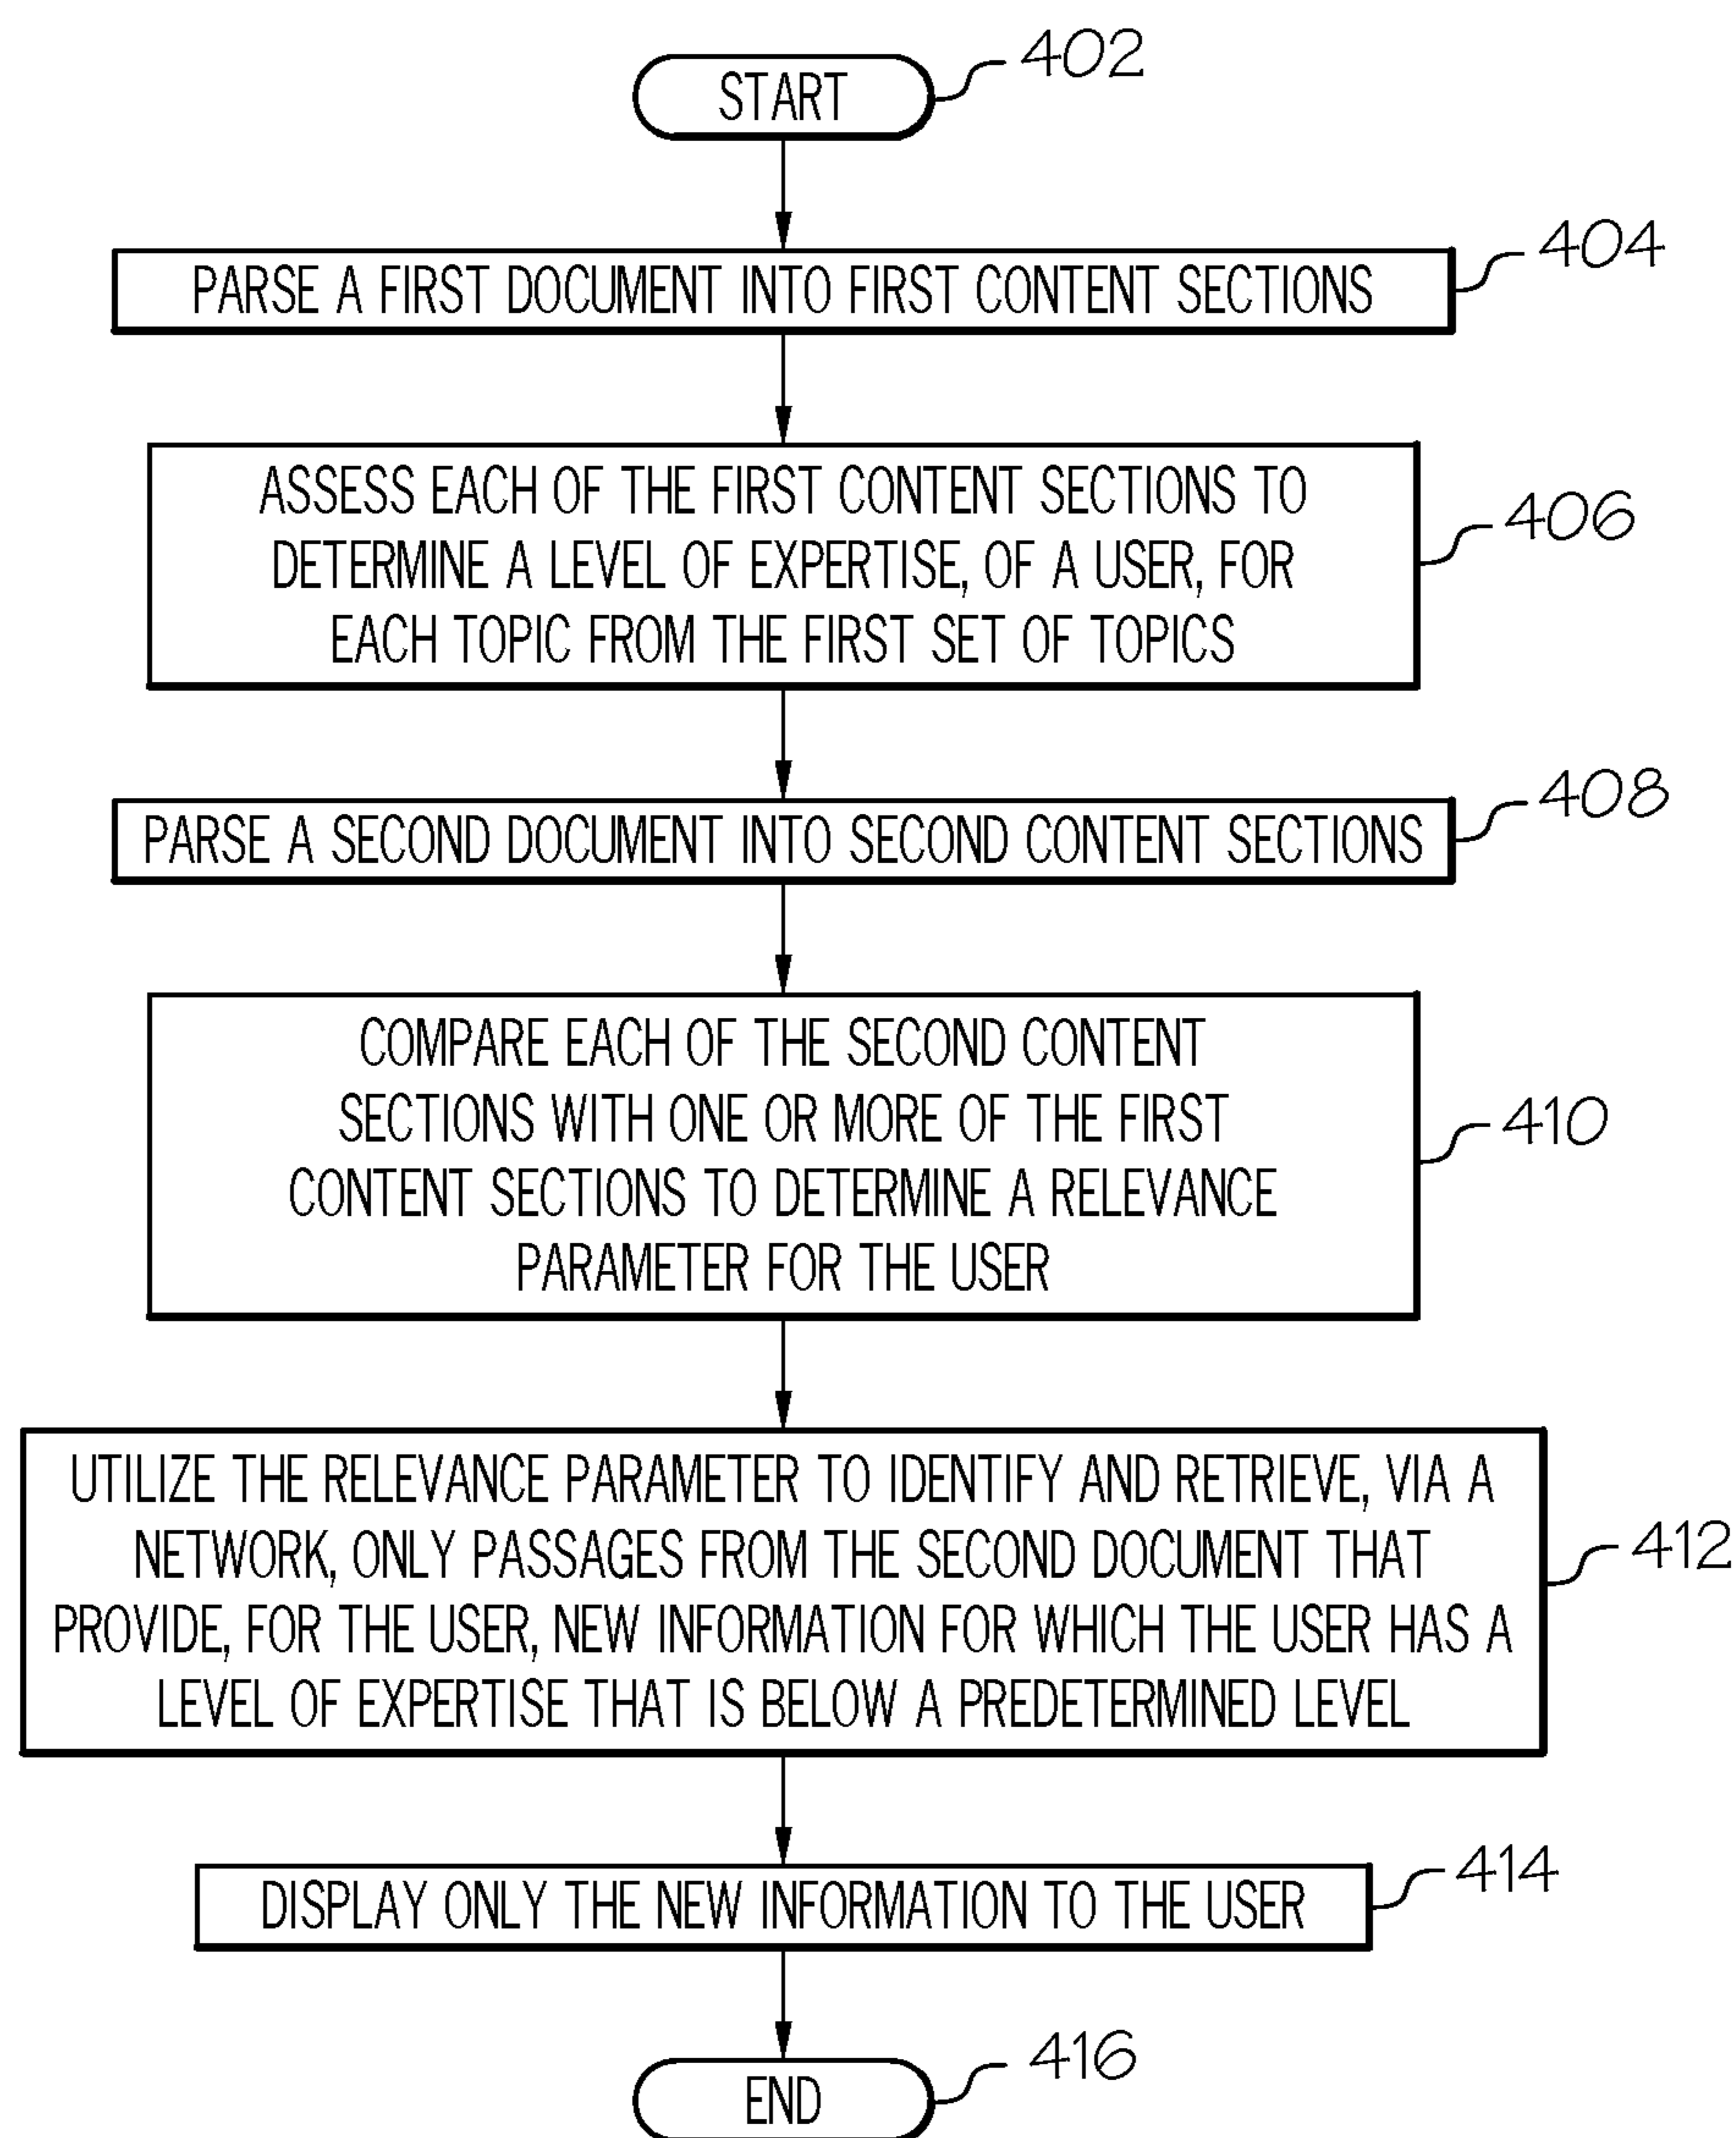 START
402
PARSE A FIRST DOCUMENT INTO FIRST CONTENT SECTIONS
404
ASSESS EACH OF THE FIRST CONTENT SECTIONS TO
DETERMINE A LEVEL OF EXPERTISE, OF A USER, FOR
EACH TOPIC FROM THE FIRST SET OF TOPICS
406
PARSE A SECOND DOCUMENT INTO SECOND CONTENT SECTIONS
408
COMPARE EACH OF THE SECOND CONTENT
SECTIONS WITH ONE OR MORE OF THE FIRST
CONTENT SECTIONS TO DETERMINE A RELEVANCE
PARAMETER FOR THE USER
410
UTILIZE THE RELEVANCE PARAMETER TO IDENTIFY AND RETRIEVE, VIA A
NETWORK, ONLY PASSAGES FROM THE SECOND DOCUMENT THAT
PROVIDE, FOR THE USER, NEW INFORMATION FOR WHICH THE USER HAS A
LEVEL OF EXPERTISE THAT IS BELOW A PREDETERMINED LEVEL
412
DISPLAY ONLY THE NEW INFORMATION TO THE USER
414
END
416